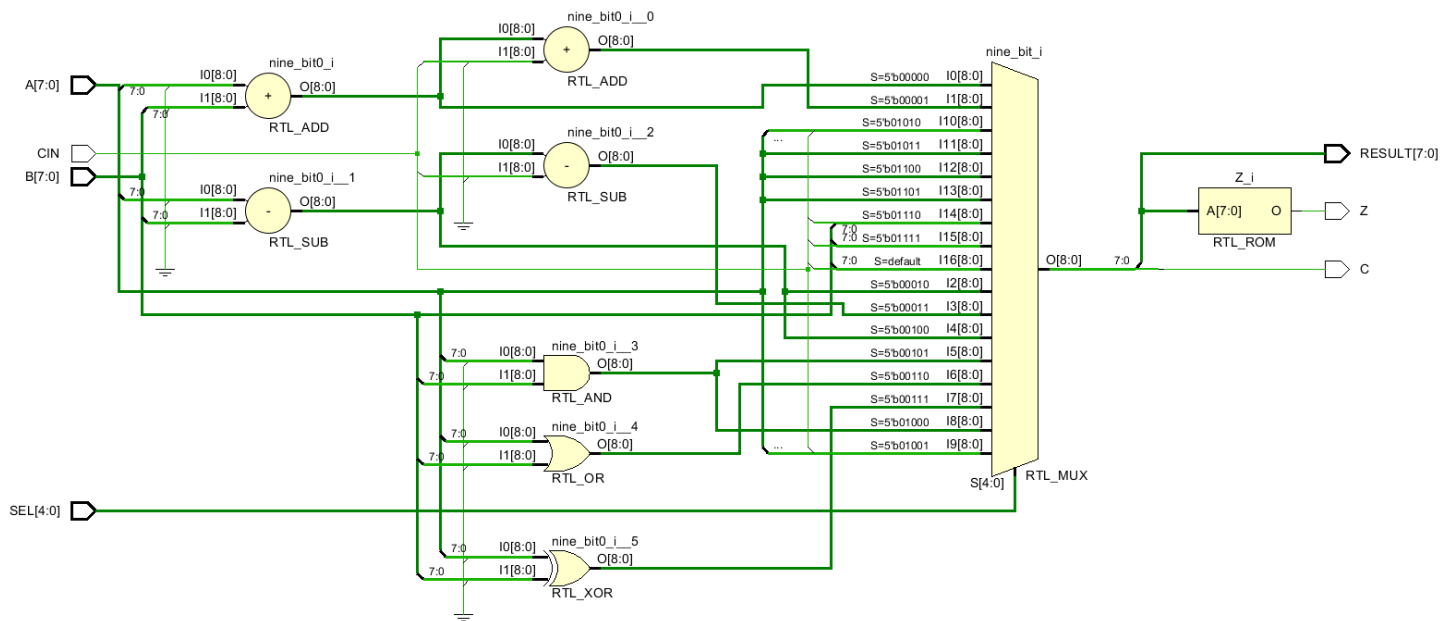 nine_bit0_i__0
I0[8:0]
I1[8:0]
+
O[8:0]
RTL_ADD
nine_bit0_i
A[7:0]
7:0
I0[8:0]
I1[8:0]
7:0
+
O[8:0]
RTL_ADD
CIN
B[7:0]
nine_bit0_i__2
I0[8:0]
I1[8:0]
-
O[8:0]
RTL_SUB
nine_bit0_i__1
7:0
I0[8:0]
7:0
I1[8:0]
-
O[8:0]
RTL_SUB
nine_bit0_i__3
7:0
I0[8:0]
7:0
I1[8:0]
O[8:0]
RTL_AND
nine_bit0_i__4
7:0
I0[8:0]
7:0
I1[8:0]
O[8:0]
RTL_OR
SEL[4:0]
nine_bit0_i__5
7:0
I0[8:0]
7:0
I1[8:0]
O[8:0]
RTL_XOR
nine_bit_i
S=5'b00000 I0[8:0]
S=5'b00001 I1[8:0]
S=5'b01010 I10[8:0]
...
S=5'b01011 I11[8:0]
S=5'b01100 I12[8:0]
S=5'b01101 I13[8:0]
S=5'b01110 I14[8:0]
7:0
7:0 S=5'b01111 I15[8:0]
7:0 S=default I16[8:0]
S=5'b00010 I2[8:0]
S=5'b00011 I3[8:0]
S=5'b00100 I4[8:0]
S=5'b00101 I5[8:0]
S=5'b00110 I6[8:0]
S=5'b00111 I7[8:0]
S=5'b01000 I8[8:0]
... S=5'b01001 I9[8:0]
S[4:0]
RTL_MUX
O[8:0]
7:0
RESULT[7:0]
Z_i
A[7:0] O
RTL_ROM
Z
C